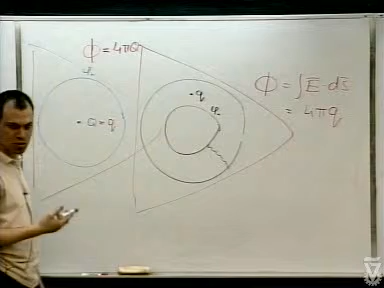 Φ = 4πQ
φ
· Q = q
· q
φ
Φ = ∫ E̅ · ds̅
= 4πq